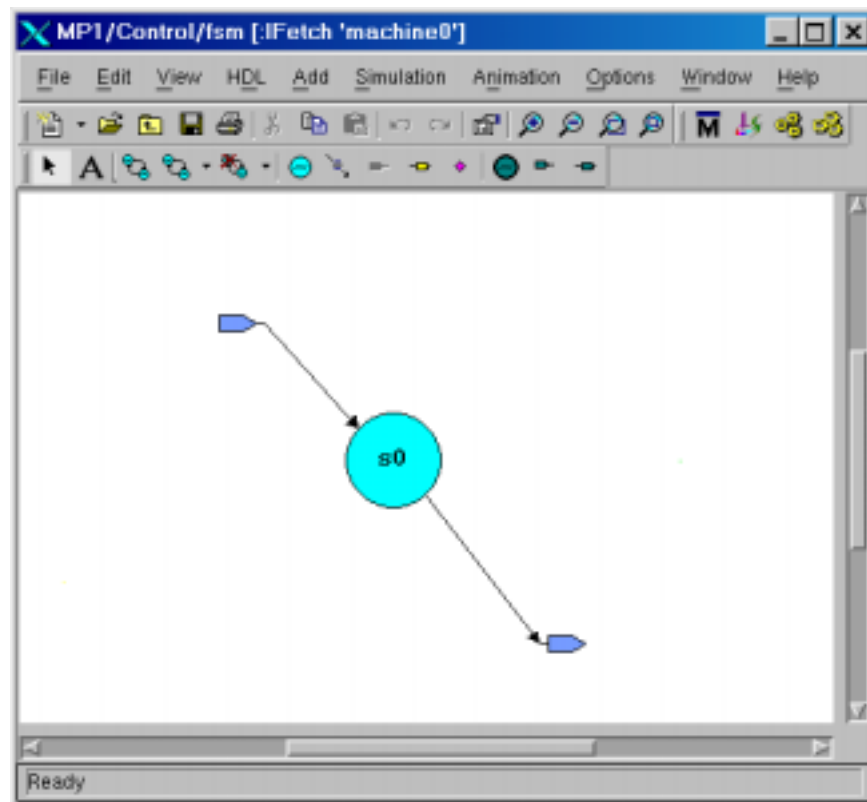 MP1/Control/fsm [:IFetch 'machine0']
File Edit View HDL Add Simulation Animation Options Window Help
M
A
s0
Ready